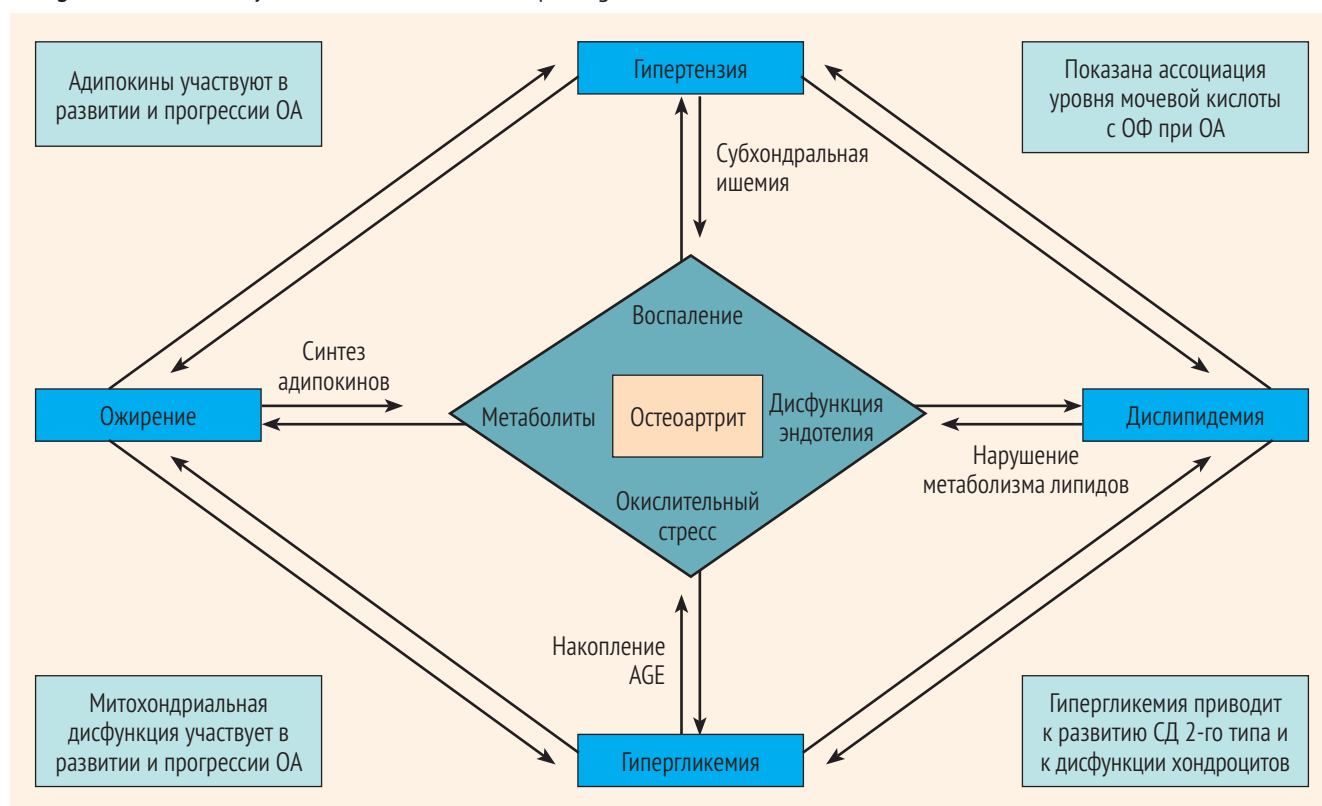 Адипокины участвуют в
развитии и прогрессии ОА
Гипертензия
Показана ассоциация
уровня мочевой кислоты
с ОФ при ОА
Субхондральная
ишемия
Воспаление
Синтез
адипокинов
Ожирение
Метаболиты
Остеоартрит
Дисфункция
эндотелия
Дислипидемия
Нарушение
метаболизма липидов
Окислительный
стресс
Накопление
AGE
Митохондриальная
дисфункция участвует в
развитии и прогрессии ОА
Гипергликемия
Гипергликемия приводит
к развитию СД 2-го типа и
к дисфункции хондроцитов